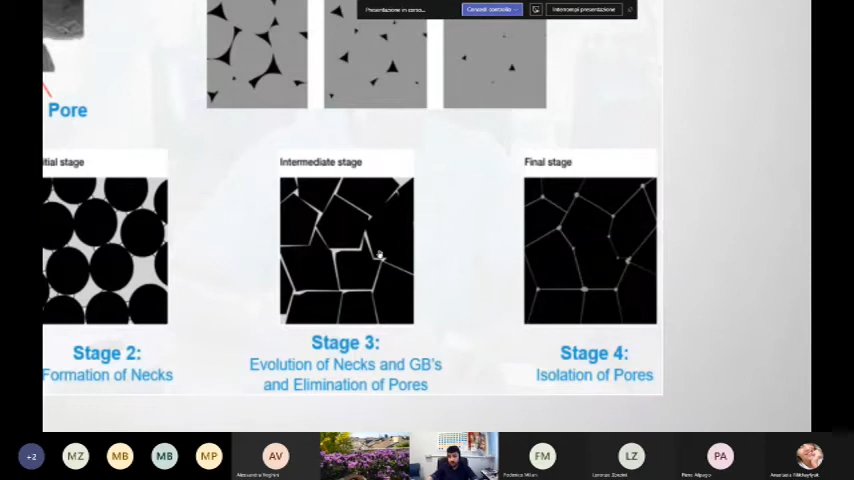 Presentazione in corso...
Concedi controllo
Interrompi presentazione
Pore
itial stage
Intermediate stage
Final stage
Stage 2:
Formation of Necks
Stage 3:
Evolution of Necks and GB's
and Elimination of Pores
Stage 4:
Isolation of Pores
+2
MZ
MB
MB
MP
AV
FM
LZ
PA